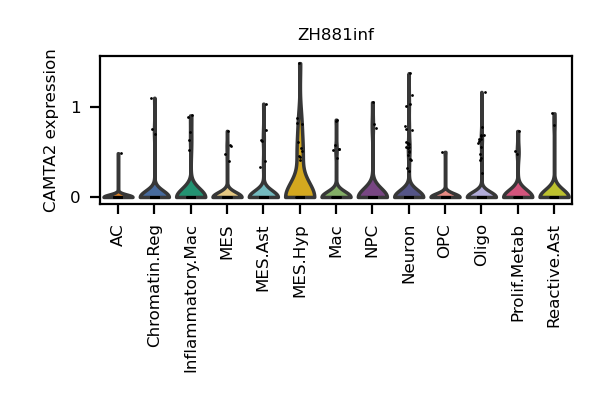 ZH881inf
CAMTA2 expression
1
0
AC
Chromatin.Reg
Inflammatory.Mac
MES
MES.Ast
MES.Hyp
Mac
NPC
Neuron
OPC
Oligo
Prolif.Metab
Reactive.Ast